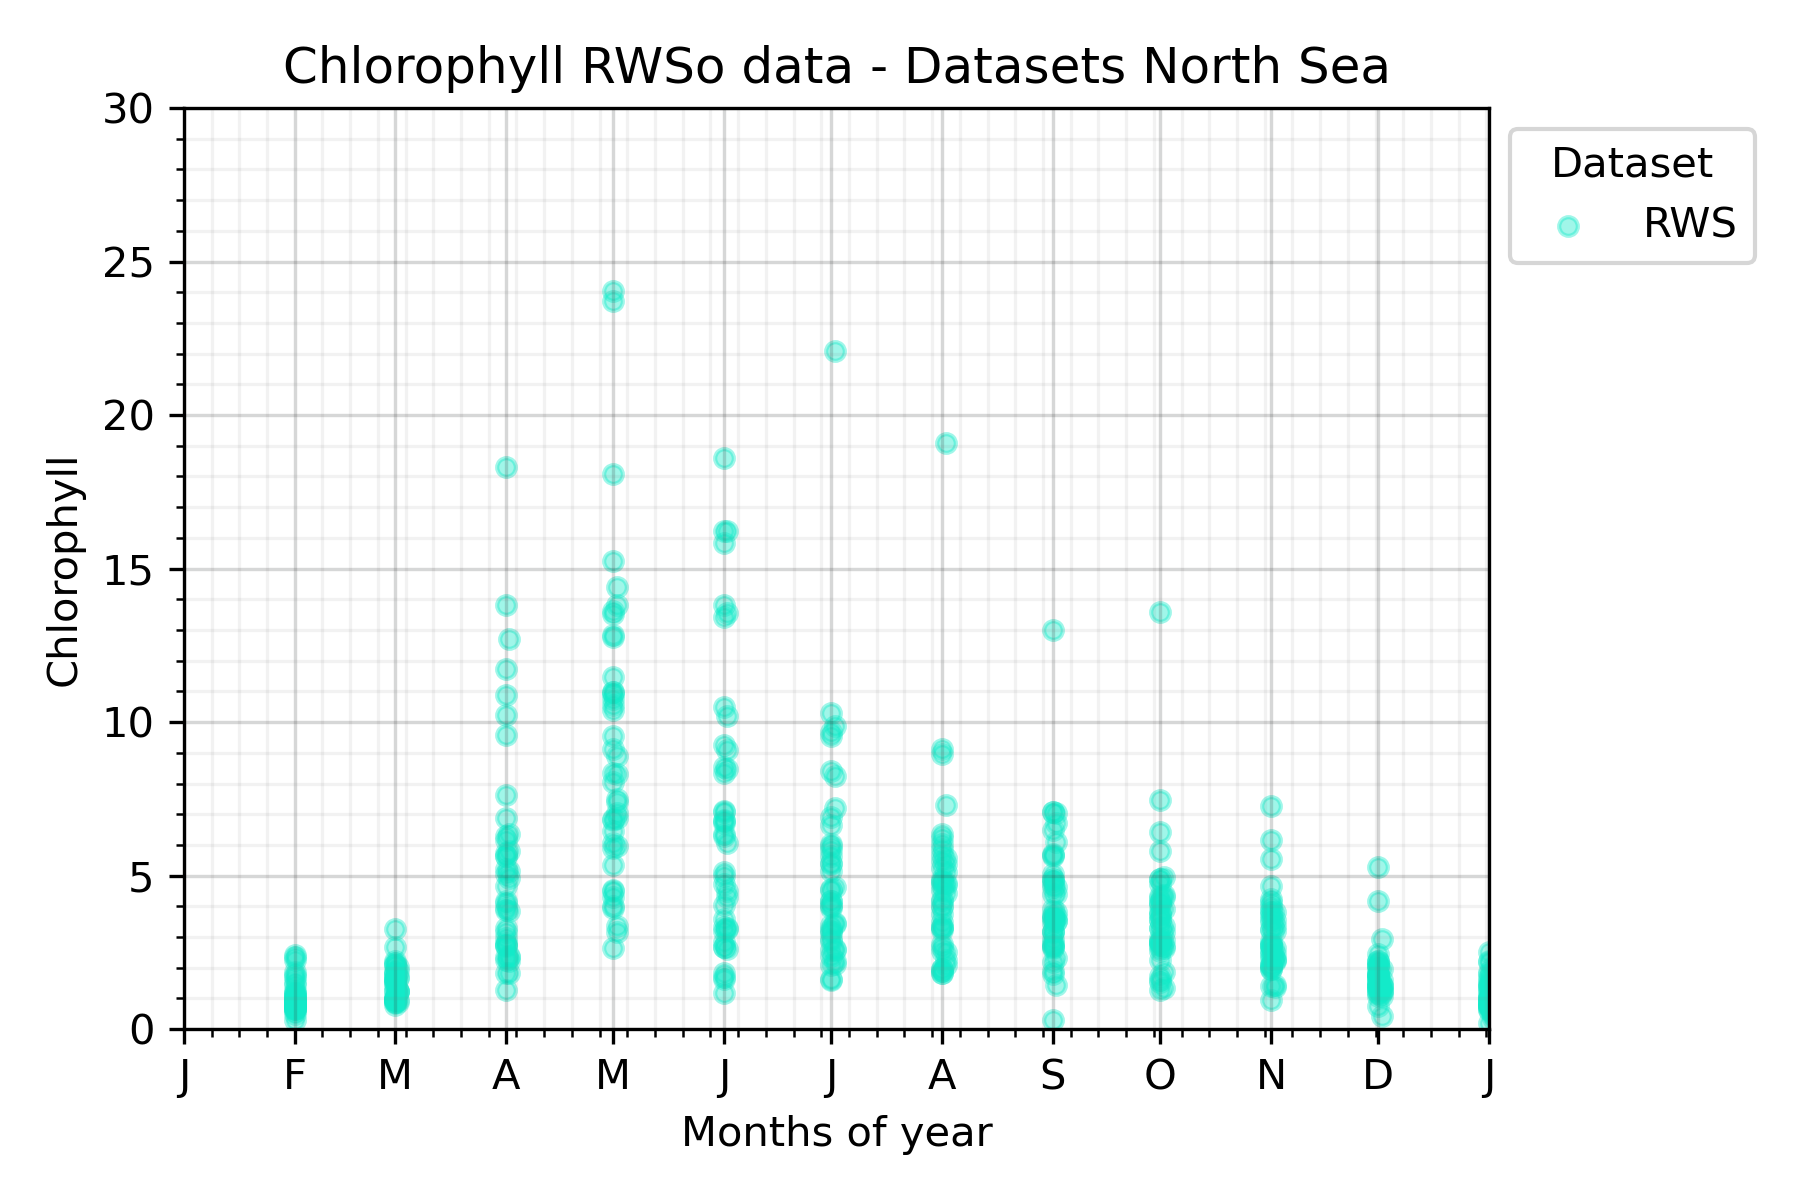 Chlorophyll RWSo data - Datasets North Sea
30
25
20
15
10
5
0
Chlorophyll
J F M A M J J A S O N D J
Months of year
Dataset
RWS